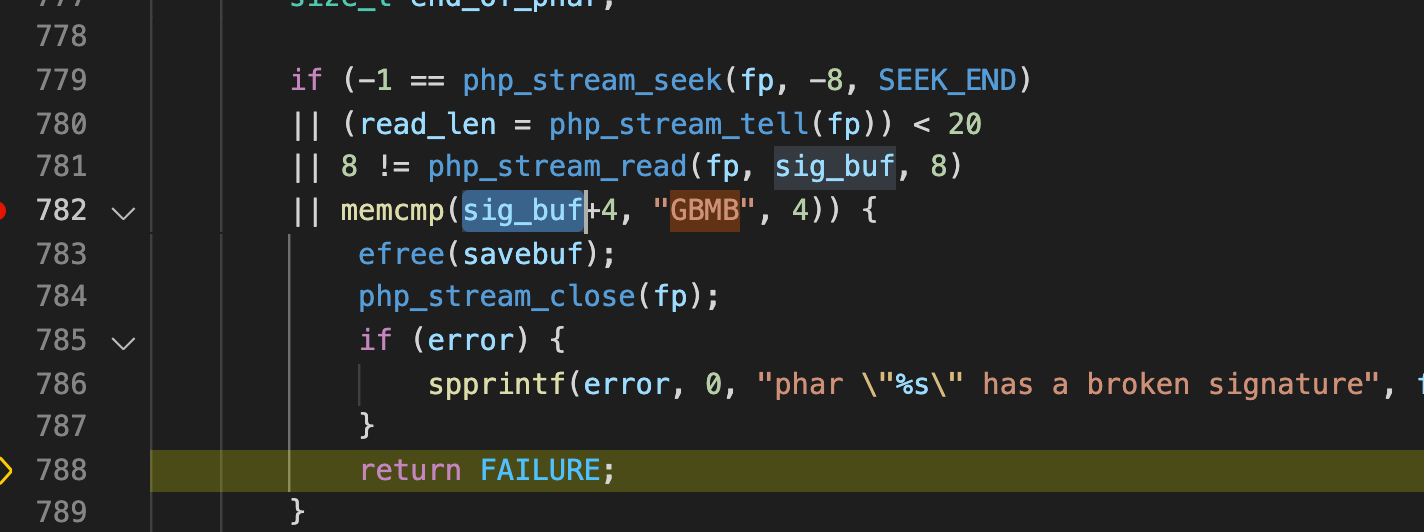 777 size_t end_of_phar;
778
779 if (-1 == php_stream_seek(fp, -8, SEEK_END)
780 || (read_len = php_stream_tell(fp)) < 20
781 || 8 != php_stream_read(fp, sig_buf, 8)
782 || memcmp(sig_buf+4, "GBMB", 4)) {
783 efree(savebuf);
784 php_stream_close(fp);
785 if (error) {
786 spprintf(error, 0, "phar \"%s\" has a broken signature",
787 }
788 return FAILURE;
789 }